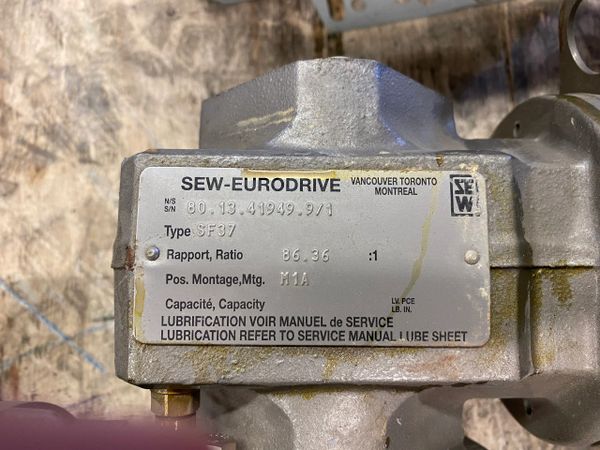 SEW-EURODRIVE VANCOUVER TORONTO MONTREAL SEW
N/S S/N 80.13.41949.9/1
Type SF37
Rapport, Ratio 86.36 :1
Pos. Montage,Mtg. M1A
Capacité, Capacity LV. PCE LB. IN.
LUBRIFICATION VOIR MANUEL de SERVICE
LUBRICATION REFER TO SERVICE MANUAL LUBE SHEET